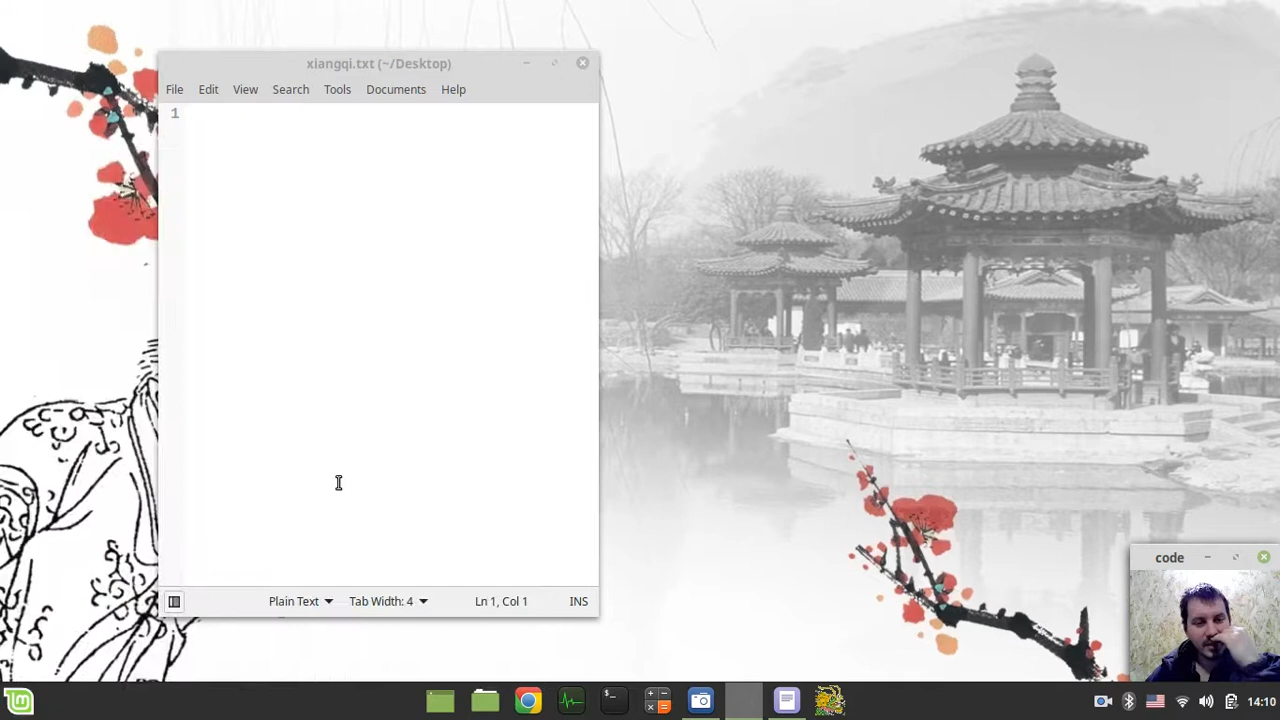 xiangqi.txt (~/Desktop)
File Edit View Search Tools Documents Help
1
Plain Text Tab Width: 4 Ln 1, Col 1 INS
code
14:10